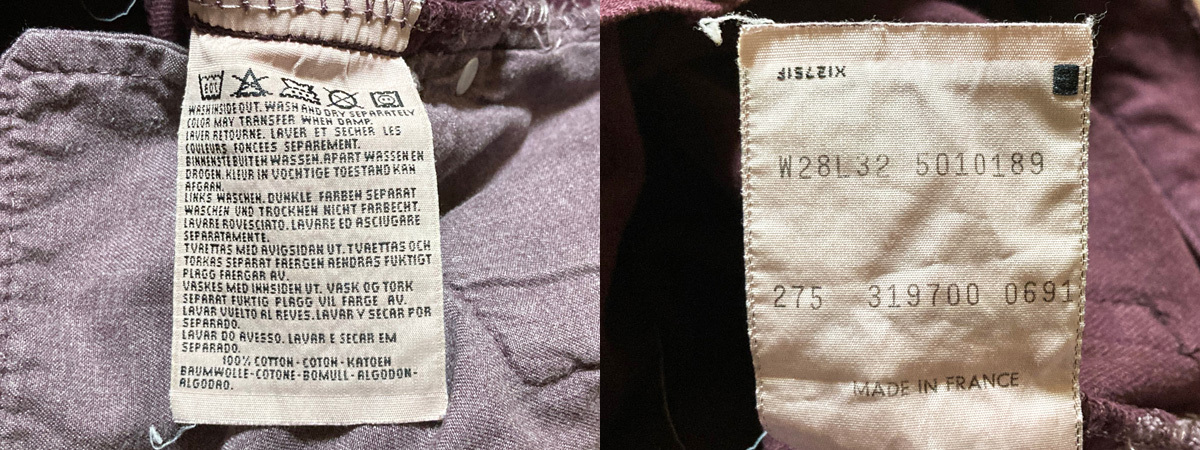 WASH INSIDE OUT. WASH AND DRY SEPARATELY
COLOR MAY TRANSFER WHEN DAMP.
LAVER RETOURNE. LAVER ET SECHER LES
COULEURS FONCEES SEPAREMENT.
BINNENSTEBUITEN WASSEN. APART WASSEN EN
DROGEN. KLEUR IN VOCHTIGE TOESTAND KAN
AFGAAN.
LINKS WASCHEN. DUNKLE FARBEN SEPARAT
WASCHEN UND TROCKNEN NICHT FARBECHT.
LAVARE ROVESCIATO. LAVARE ED ASCIUGARE
SEPARATAMENTE.
TVAETTAS MED AVIGSIDAN UT. TVAETTAS OCH
TORKAS SEPARAT FAERGEN AENDRAS FUKTIGT
PLAGG FAERGAR AV.
VASKES MED INNSIDEN UT. VASK OG TORK
SEPARAT FUKTIG PLAGG VIL FARGE AV.
LAVAR VUELTO AL REVES. LAVAR Y SECAR POR
SEPARADO.
LAVAR DO AVESSO. LAVAR E SECAR EM
SEPARADO.
100% COTTON - COTON - KATOEN
BAUMWOLLE - COTONE - BOMULL - ALGODON -
ALGODAO.
X1275IF
W28L32 5010189
275 319700 0691
MADE IN FRANCE